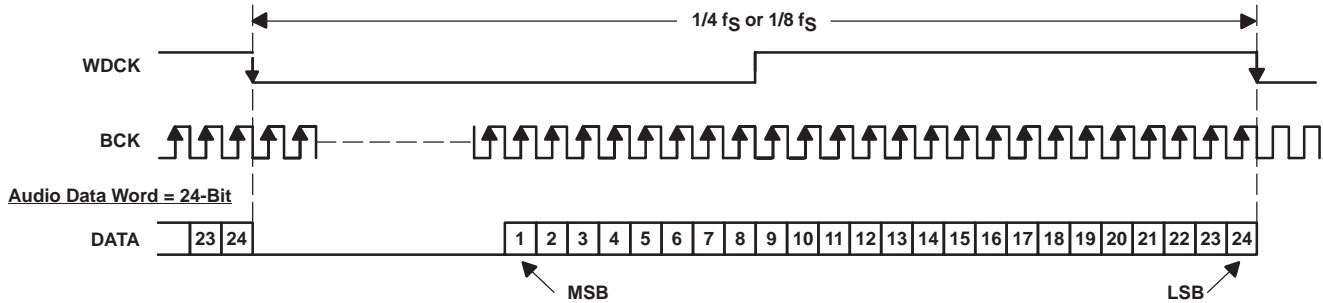 1/4 fS or 1/8 fS
WDCK
BCK
Audio Data Word = 24-Bit
DATA 23 24 1 2 3 4 5 6 7 8 9 10 11 12 13 14 15 16 17 18 19 20 21 22 23 24
MSB LSB